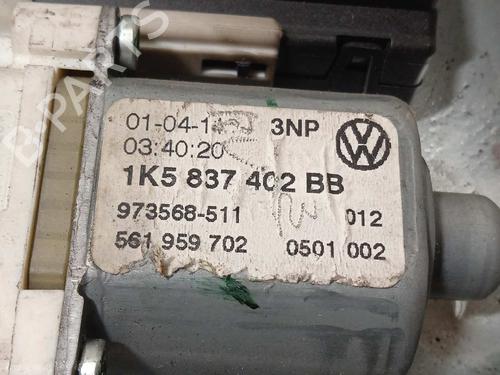 B-PARTS
01-04-1 3NP
03:40:20
1K5 837 402 BB
973568-511 012
561 959 702 0501 002